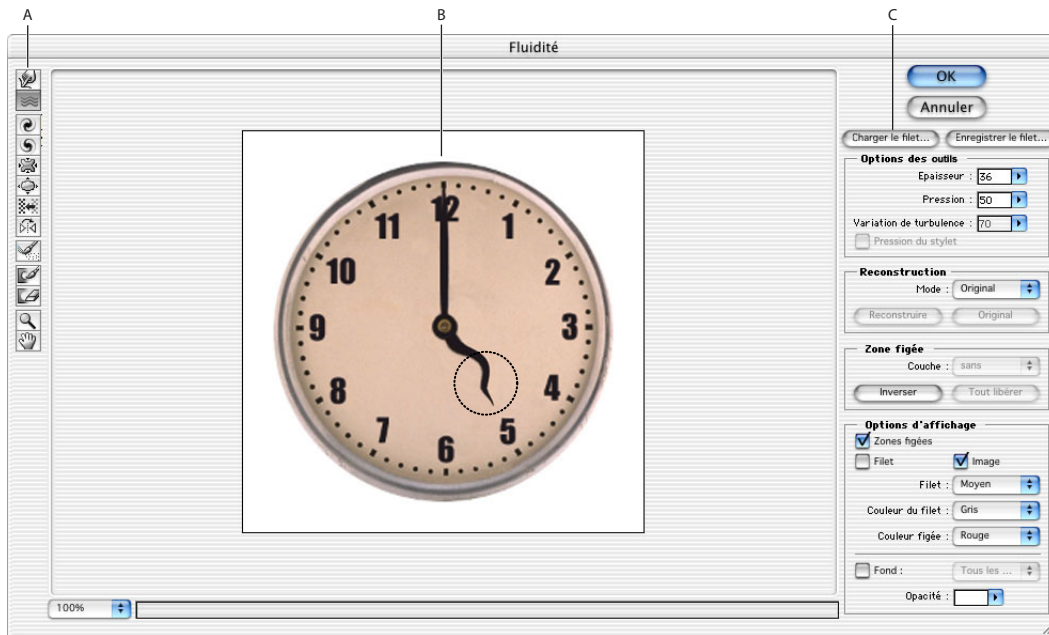 A
B
C
Fluidité
OK
Annuler
Charger le filet...
Enregistrer le filet...
Options des outils
Epaisseur : 36
Pression : 50
Variation de turbulence : 70
Pression du stylet
Reconstruction
Mode : Original
Reconstruire
Original
Zone figée
Couche : sans
Inverser
Tout libérer
Options d'affichage
Zones figées
Filet
Image
Filet : Moyen
Couleur du filet : Gris
Couleur figée : Rouge
Fond : Tous les ...
Opacité :
12
11
1
10
2
9
3
8
4
7
5
6
100%